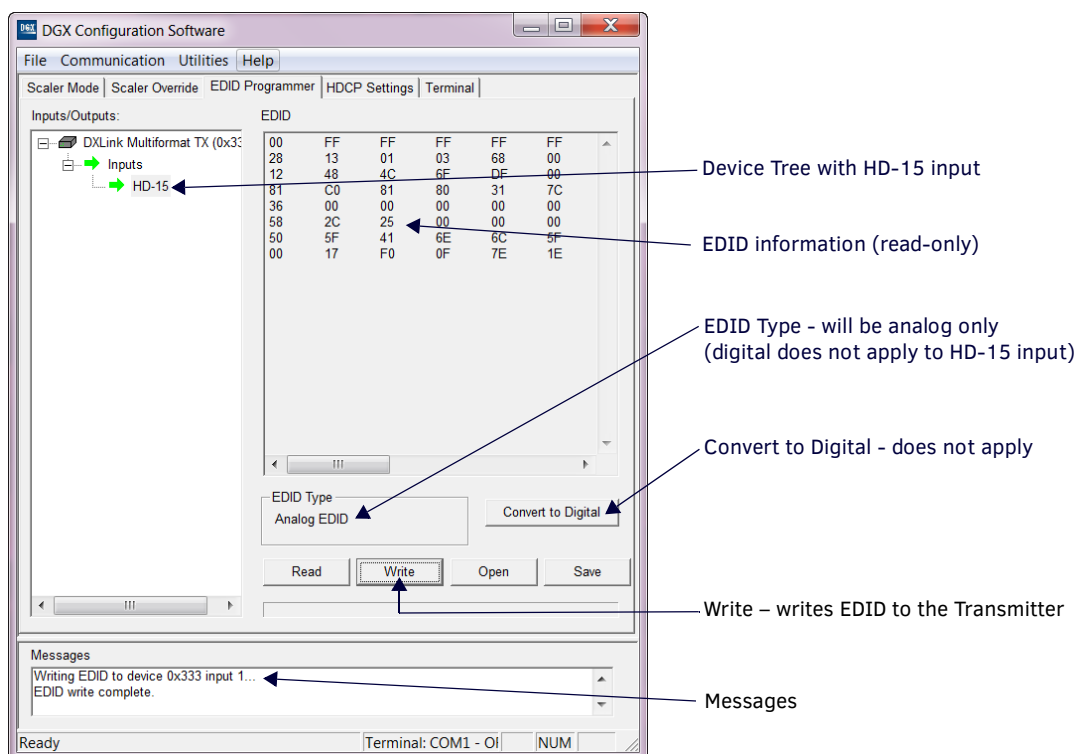 DGX DGX Configuration Software
File Communication Utilities Help
Scaler Mode Scaler Override EDID Programmer HDCP Settings Terminal
Inputs/Outputs:
DXLink Multiformat TX (0x33
Inputs
HD-15
EDID
00 FF FF FF FF FF
28 13 01 03 68 00
12 48 4C 6F DF 00
81 C0 81 80 31 7C
36 00 00 00 00 00
58 2C 25 00 00 00
50 5F 41 6E 6C 5F
00 17 F0 0F 7E 1E
EDID Type
Analog EDID
Convert to Digital
Read Write Open Save
Messages
Writing EDID to device 0x333 input 1...
EDID write complete.
Ready Terminal: COM1 - NUM
Device Tree with HD-15 input
EDID information (read-only)
EDID Type - will be analog only
(digital does not apply to HD-15 input)
Convert to Digital - does not apply
Write – writes EDID to the Transmitter
Messages